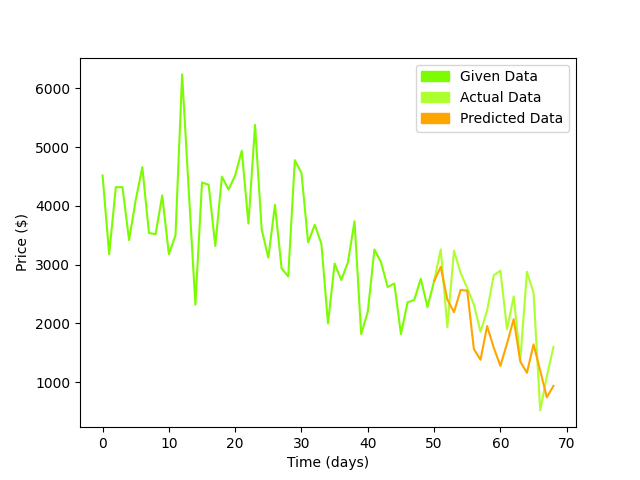 Given Data
Actual Data
Predicted Data
6000
5000
4000
3000
2000
1000
Price ($)
0 10 20 30 40 50 60 70
Time (days)